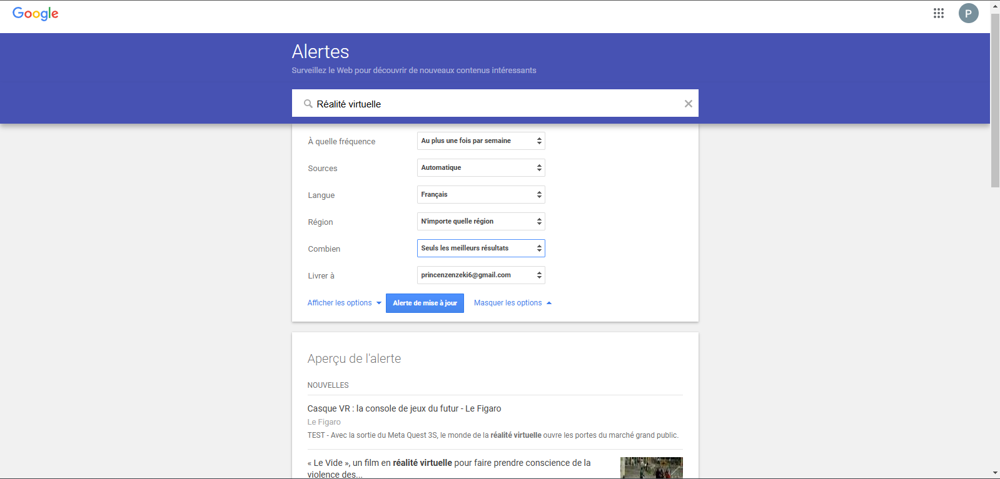 Google
P
Alertes
Surveillez le Web pour découvrir de nouveaux contenus intéressants
Réalité virtuelle
À quelle fréquence Au plus une fois par semaine
Sources Automatique
Langue Français
Région N'importe quelle région
Combien Seuls les meilleurs résultats
Livrer à princenzenzeki6@gmail.com
Afficher les options Alerte de mise à jour Masquer les options
Aperçu de l'alerte
NOUVELLES
Casque VR : la console de jeux du futur - Le Figaro
Le Figaro
TEST - Avec la sortie du Meta Quest 3S, le monde de la réalité virtuelle ouvre les portes du marché grand public.
« Le Vide », un film en réalité virtuelle pour faire prendre conscience de la
violence des...